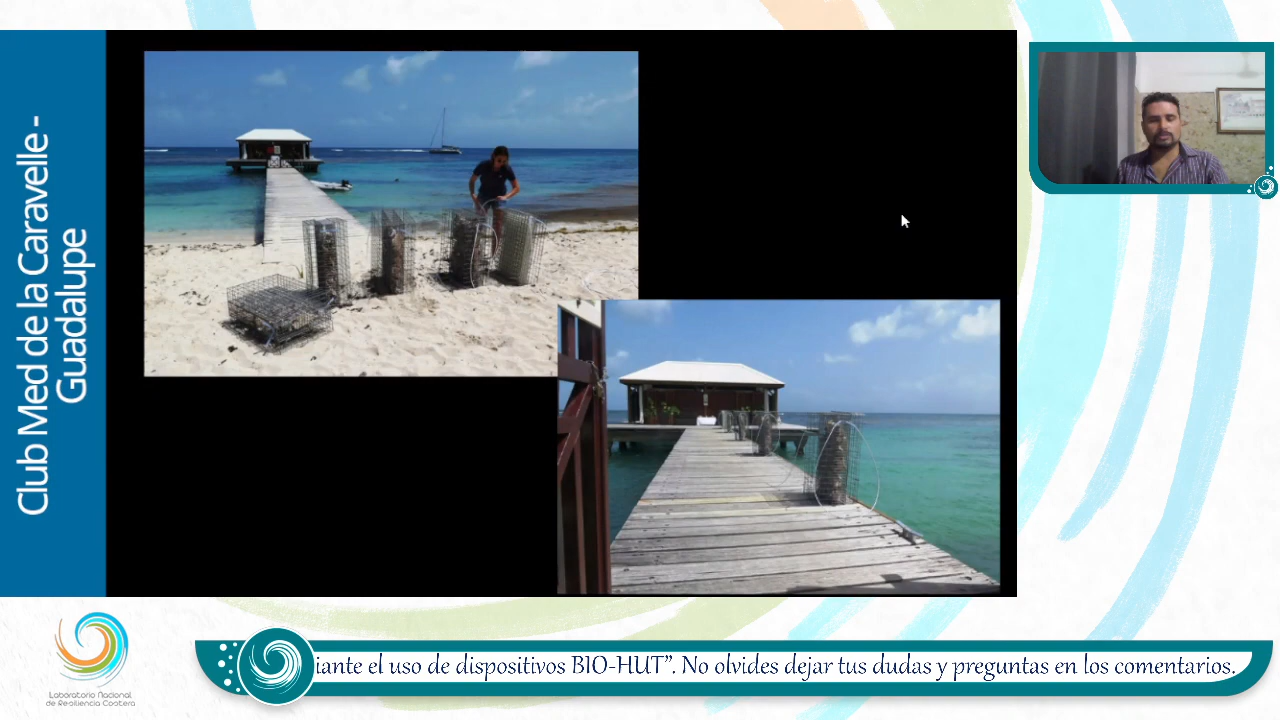 Club Med de la Caravelle -
Guadalupe
Laboratorio Nacional
de Resiliencia Costera
iante el uso de dispositivos BIO-HUT”. No olvides dejar tus dudas y preguntas en los comentarios.